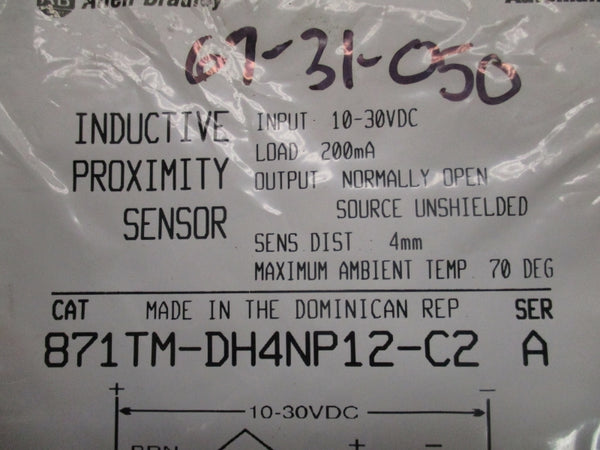 Allen Bradley
67-31-050
INDUCTIVE
PROXIMITY
SENSOR
INPUT 10-30VDC
LOAD 200mA
OUTPUT NORMALLY OPEN
SOURCE UNSHIELDED
SENS DIST : 4mm
MAXIMUM AMBIENT TEMP 70 DEG
CAT MADE IN THE DOMINICAN REP SER
871TM-DH4NP12-C2 A
+ −
10-30VDC
BRN + −